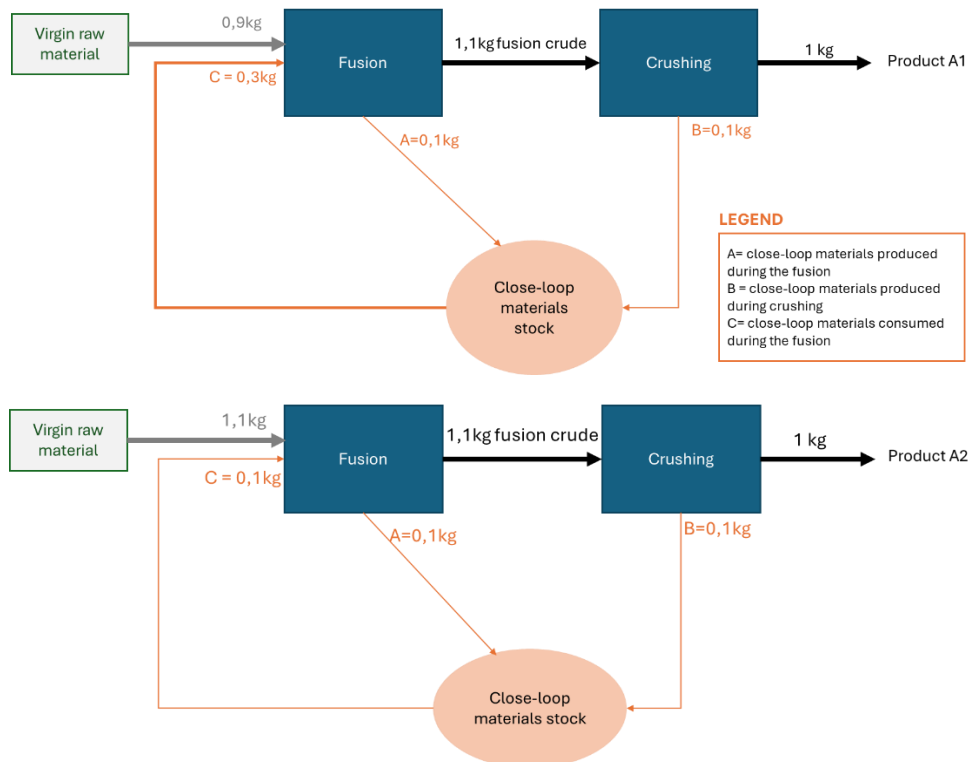 Virgin raw
material
0,9kg
C = 0,3kg
Fusion
1,1kg fusion crude
Crushing
1 kg
Product A1
A=0,1kg
B=0,1kg
Close-loop
materials
stock
LEGEND
A= close-loop materials produced
during the fusion
B = close-loop materials produced
during crushing
C= close-loop materials consumed
during the fusion
Virgin raw
material
1,1kg
C = 0,1kg
Fusion
1,1kg fusion crude
Crushing
1 kg
Product A2
A=0,1kg
B=0,1kg
Close-loop
materials stock